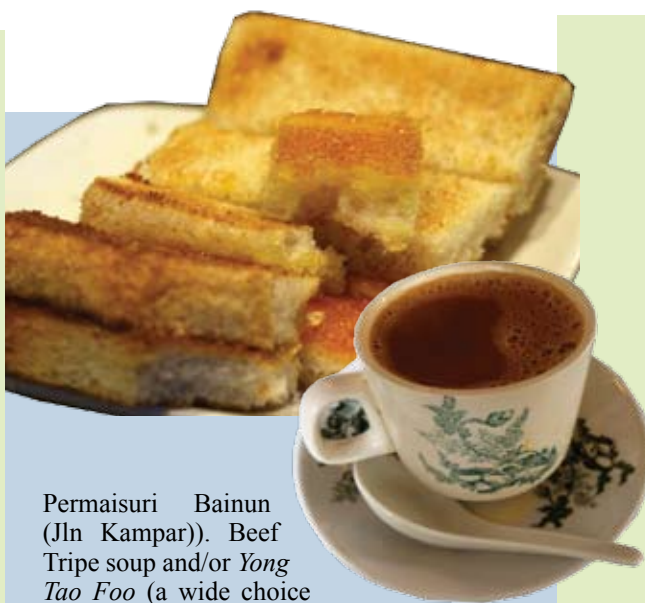 Permaisuri Bainun
(Jln Kampar)). Beef
Tripe soup and/or Yong
Tao Foo (a wide choice